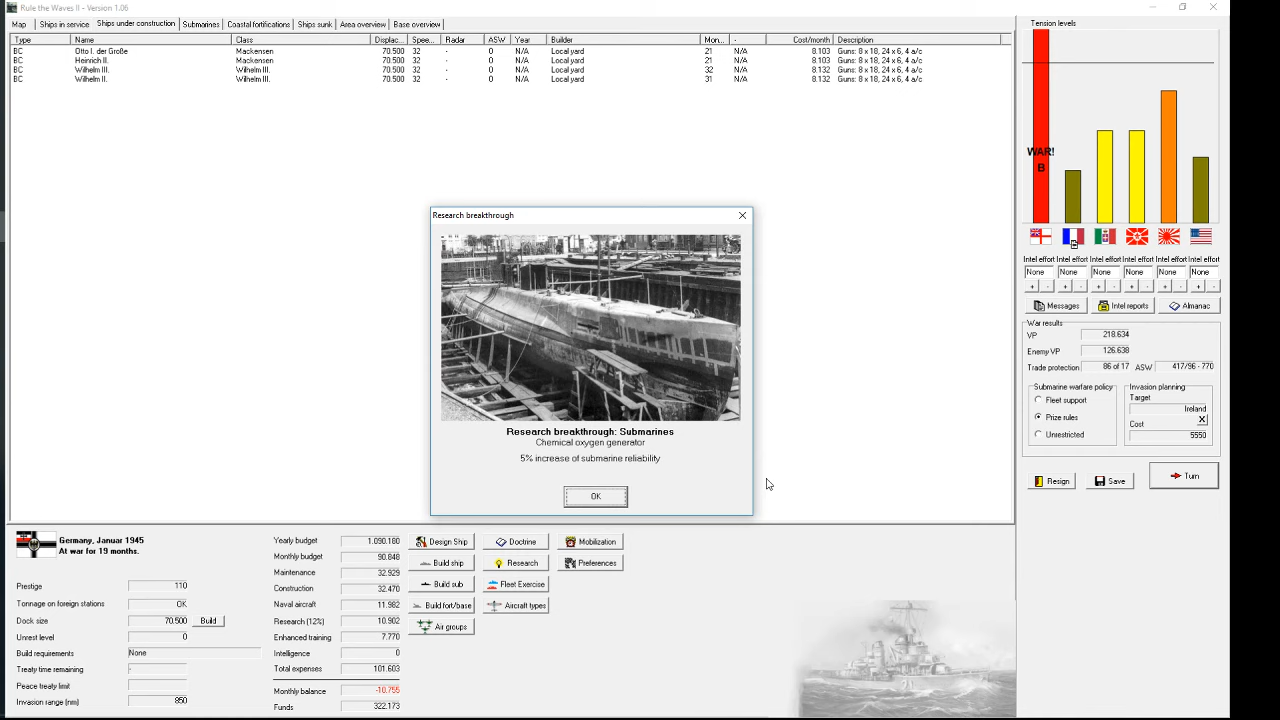 Rule the Waves II - Version 1.06
Map Ships in service Ships under construction Submarines Coastal fortifications Ships sunk Area overview Base overview
Type Name Class Displac... Spee... Radar ASW Year Builder Mon... - Cost/month Description
BC Otto I. der Große Mackensen 70.500 32 - 0 N/A Local yard 21 N/A 8.103 Guns: 8 x 18, 24 x 6, 4 a/c
BC Heinrich II. Mackensen 70.500 32 - 0 N/A Local yard 21 N/A 8.103 Guns: 8 x 18, 24 x 6, 4 a/c
BC Wilhelm III. Wilhelm III. 70.500 32 - 0 N/A Local yard 32 N/A 8.132 Guns: 8 x 18, 24 x 6, 4 a/c
BC Wilhelm II. Wilhelm III. 70.500 32 - 0 N/A Local yard 31 N/A 8.132 Guns: 8 x 18, 24 x 6, 4 a/c
Research breakthrough
Research breakthrough: Submarines
Chemical oxygen generator
5% increase of submarine reliability
OK
Tension levels
WAR!
B
Intel effort Intel effort Intel effort Intel effort Intel effort Intel effort
None None None None None None
+ - + - + - + - + - + -
Messages Intel reports Almanac
War results
VP 218.634
Enemy VP 126.638
Trade protection 86 of 17 ASW 417/96 - 770
Submarine warfare policy
Fleet support
Prize rules
Unrestricted
Invasion planning
Target
Ireland
Cost X
5550
Resign Save Turn
Germany, Januar 1945
At war for 19 months.
Prestige 110
Tonnage on foreign stations OK
Dock size 70.500 Build
Unrest level 0
Build requirements None
Treaty time remaining -
Peace treaty limit
Invasion range (nm) 850
Yearly budget 1.090.180
Monthly budget 90.848
Maintenance 32.929
Construction 32.470
Naval aircraft 11.982
Research (12%) 10.902
Enhanced training 7.770
Intelligence 0
Total expenses 101.603
Monthly balance -10.755
Funds 322.173
Design Ship Doctrine Mobilization
Build ship Research Preferences
Build sub Fleet Exercise
Build fort/base Aircraft types
Air groups